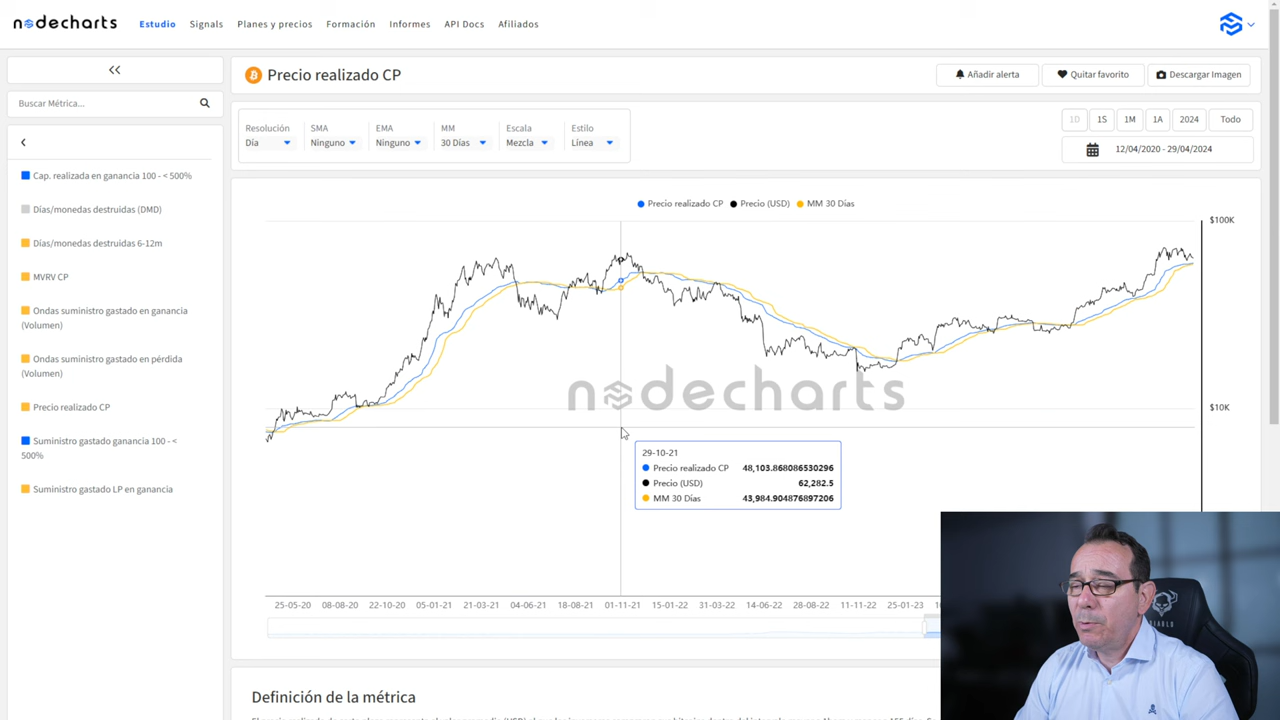 nodecharts
Estudio
Signals
Planes y precios
Formación
Informes
API Docs
Afiliados
Buscar Métrica...
Cap. realizada en ganancia 100 - < 500%
Días/monedas destruidas (DMD)
Días/monedas destruidas 6-12m
MVRV CP
Ondas suministro gastado en ganancia
(Volumen)
Ondas suministro gastado en pérdida
(Volumen)
Precio realizado CP
Suministro gastado ganancia 100 - <
500%
Suministro gastado LP en ganancia
Precio realizado CP
Añadir alerta
Quitar favorito
Descargar Imagen
Resolución
Día
SMA
Ninguno
EMA
Ninguno
MM
30 Días
Escala
Mezcla
Estilo
Línea
1D
1S
1M
1A
2024
Todo
12/04/2020 - 29/04/2024
Precio realizado CP
Precio (USD)
MM 30 Días
$100K
$10K
nodecharts
29-10-21
Precio realizado CP 48,103.868086530296
Precio (USD) 62,282.5
MM 30 Días 43,984.904876897206
25-05-20
08-08-20
22-10-20
05-01-21
21-03-21
04-06-21
18-08-21
01-11-21
15-01-22
31-03-22
14-06-22
28-08-22
11-11-22
25-01-23
Definición de la métrica